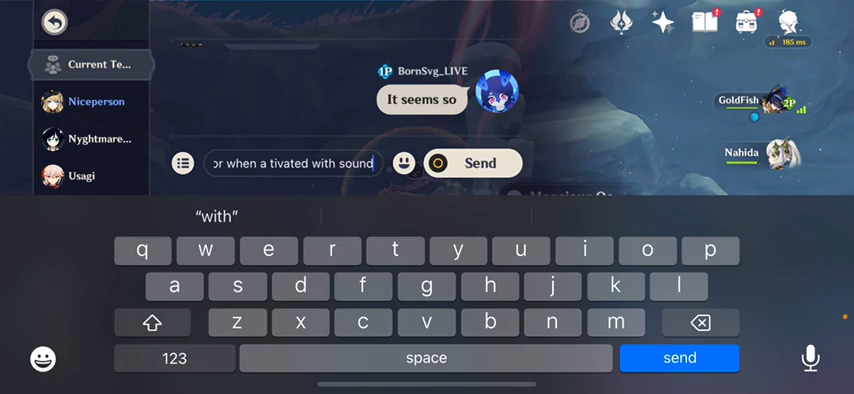 185 ms
Current Te...
1P BornSvg_LIVE
It seems so
Niceperson
GoldFish 2P
Nyghtmare...
Nahida
or when a tivated with sound
Send
Usagi
“with”
q w e r t y u i o p
a s d f g h j k l
z x c v b n m
123 space send